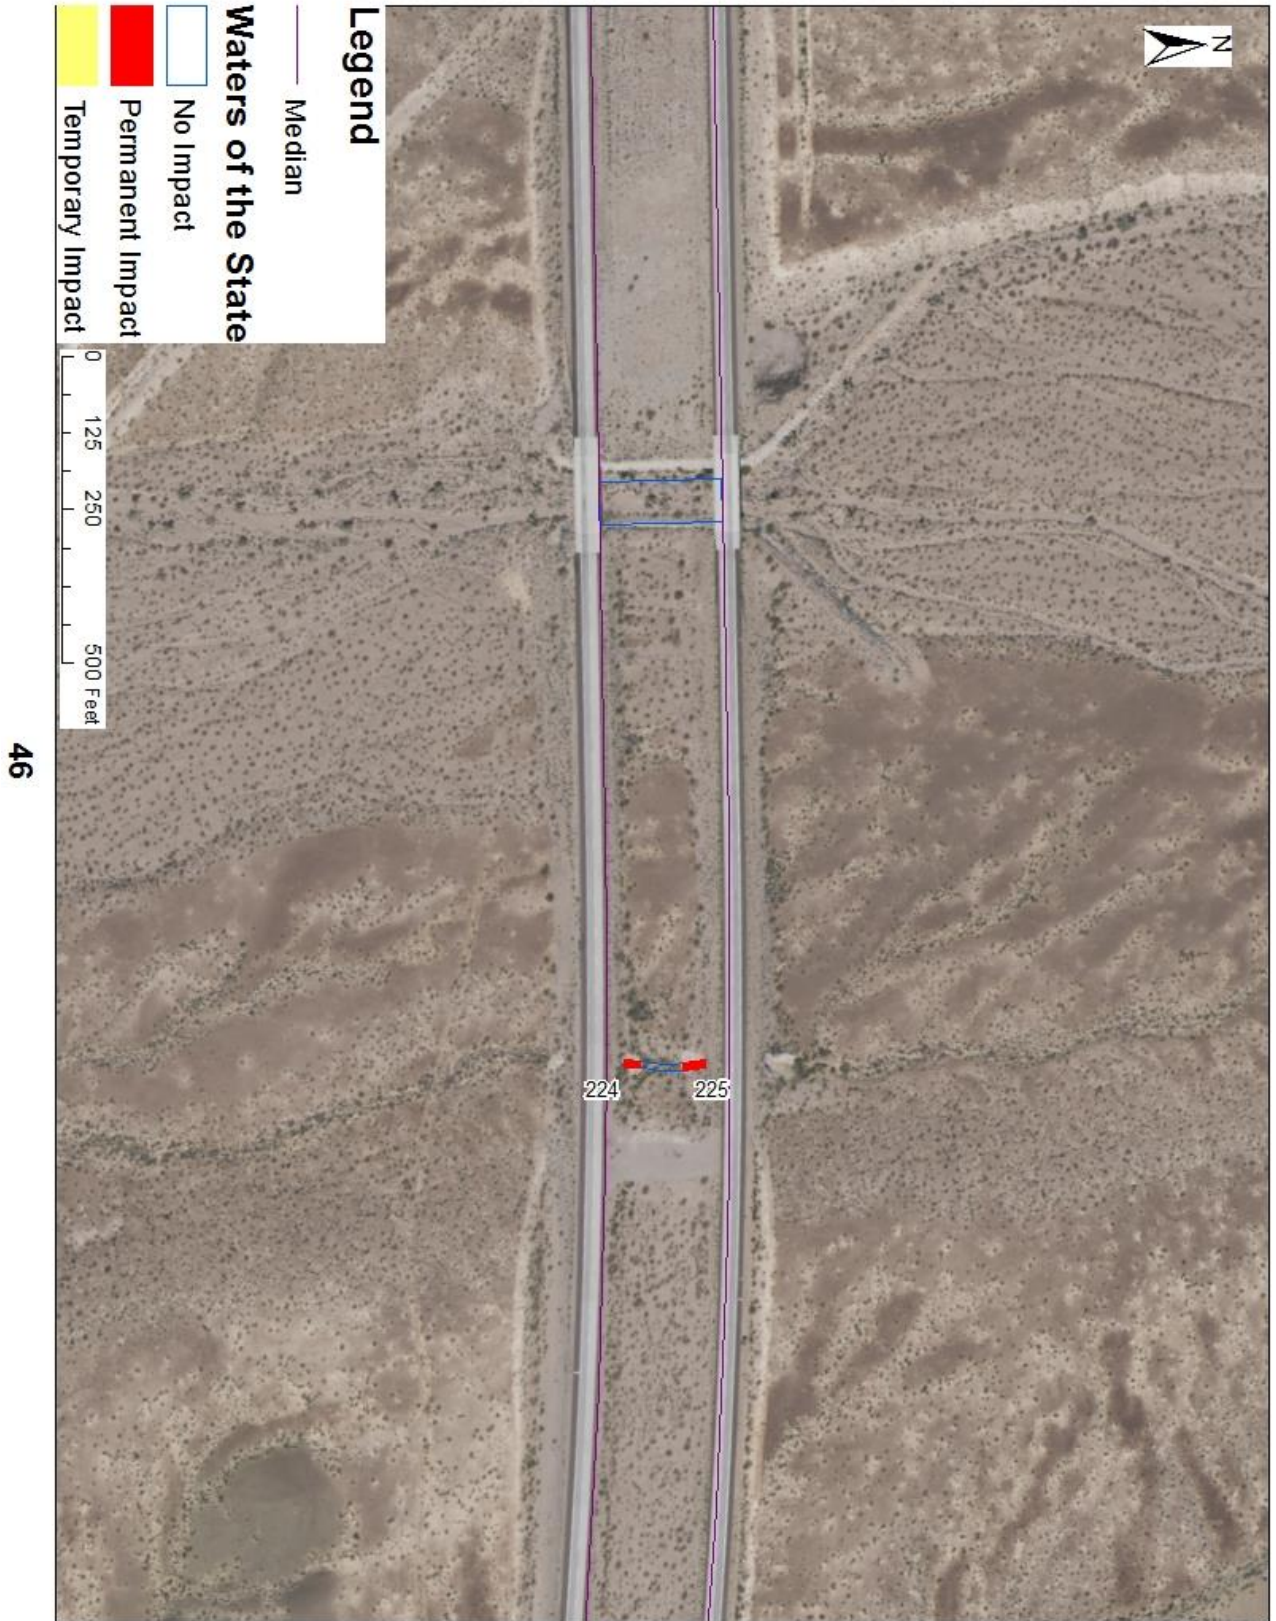 N
Legend
Median
Waters of the State
No Impact
Permanent Impact
Temporary Impact
0 125 250 500 Feet
224
225
46